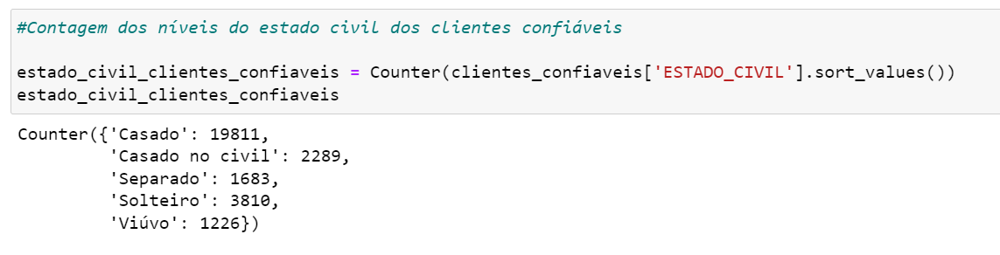 #Contagem dos níveis do estado civil dos clientes confiáveis
estado_civil_clientes_confiaveis = Counter(clientes_confiaveis['ESTADO_CIVIL'].sort_values())
estado_civil_clientes_confiaveis
Counter({'Casado': 19811,
'Casado no civil': 2289,
'Separado': 1683,
'Solteiro': 3810,
'Viúvo': 1226})